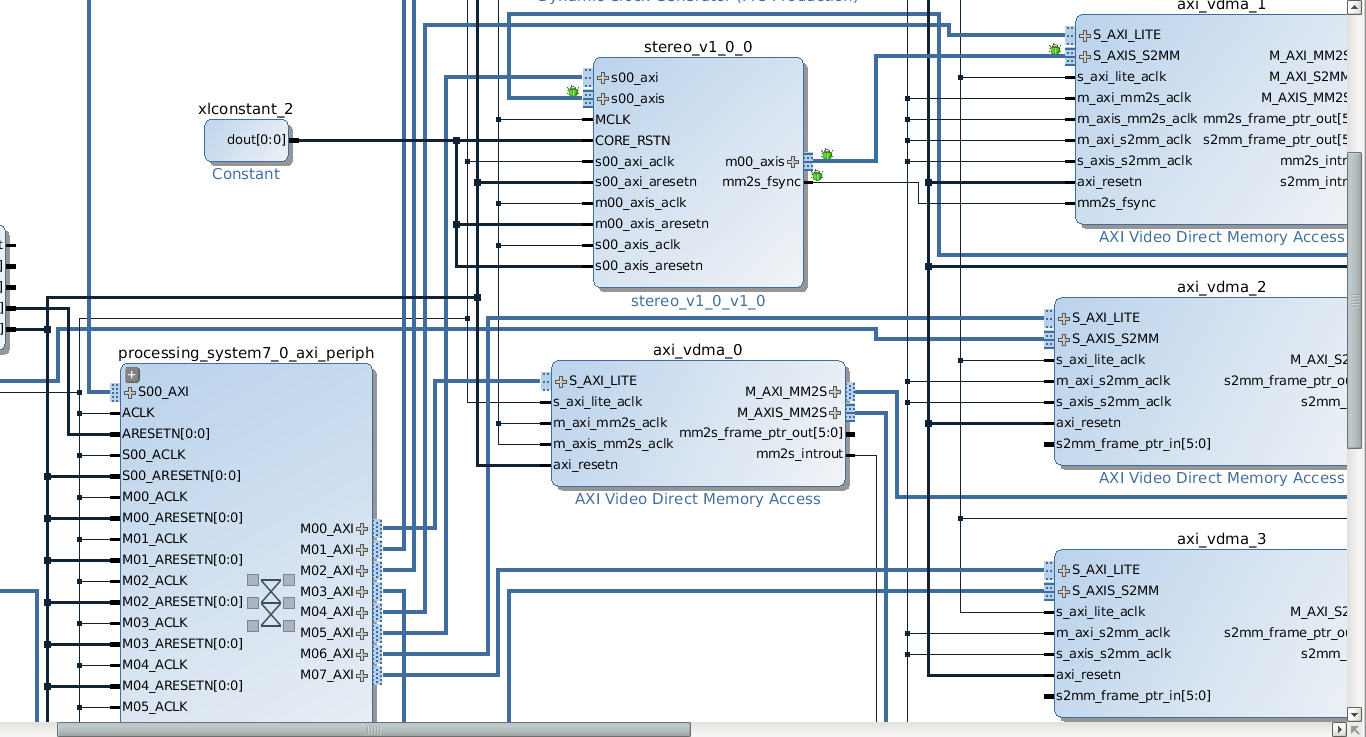 Dynamic Clock Generator (Pre-Production)
axi_vdma_1
S_AXI_LITE
S_AXIS_S2MM
s_axi_lite_aclk
m_axi_mm2s_aclk
m_axis_mm2s_aclk
m_axi_s2mm_aclk
s_axis_s2mm_aclk
axi_resetn
mm2s_fsync
M_AXI_MM2S
M_AXI_S2MM
M_AXIS_MM2S
mm2s_frame_ptr_out[5
s2mm_frame_ptr_out[5
mm2s_intr
s2mm_intr
AXI Video Direct Memory Access
stereo_v1_0_0
s00_axi
s00_axis
MCLK
CORE_RSTN
s00_axi_aclk
s00_axi_aresetn
m00_axis_aclk
m00_axis_aresetn
s00_axis_aclk
s00_axis_aresetn
m00_axis
mm2s_fsync
stereo_v1_0_v1_0
xlconstant_2
dout[0:0]
Constant
axi_vdma_2
S_AXI_LITE
S_AXIS_S2MM
s_axi_lite_aclk
m_axi_s2mm_aclk
s_axis_s2mm_aclk
axi_resetn
s2mm_frame_ptr_in[5:0]
M_AXI_S2
s2mm_frame_ptr_o
s2mm_
AXI Video Direct Memory Access
processing_system7_0_axi_periph
S00_AXI
ACLK
ARESETN[0:0]
S00_ACLK
S00_ARESETN[0:0]
M00_ACLK
M00_ARESETN[0:0]
M01_ACLK
M01_ARESETN[0:0]
M02_ACLK
M02_ARESETN[0:0]
M03_ACLK
M03_ARESETN[0:0]
M04_ACLK
M04_ARESETN[0:0]
M05_ACLK
M00_AXI
M01_AXI
M02_AXI
M03_AXI
M04_AXI
M05_AXI
M06_AXI
M07_AXI
axi_vdma_0
S_AXI_LITE
s_axi_lite_aclk
m_axi_mm2s_aclk
m_axis_mm2s_aclk
axi_resetn
M_AXI_MM2S
M_AXIS_MM2S
mm2s_frame_ptr_out[5:0]
mm2s_introut
AXI Video Direct Memory Access
axi_vdma_3
S_AXI_LITE
S_AXIS_S2MM
s_axi_lite_aclk
m_axi_s2mm_aclk
s_axis_s2mm_aclk
axi_resetn
s2mm_frame_ptr_in[5:0]
M_AXI_S2
s2mm_frame_ptr_o
s2mm_